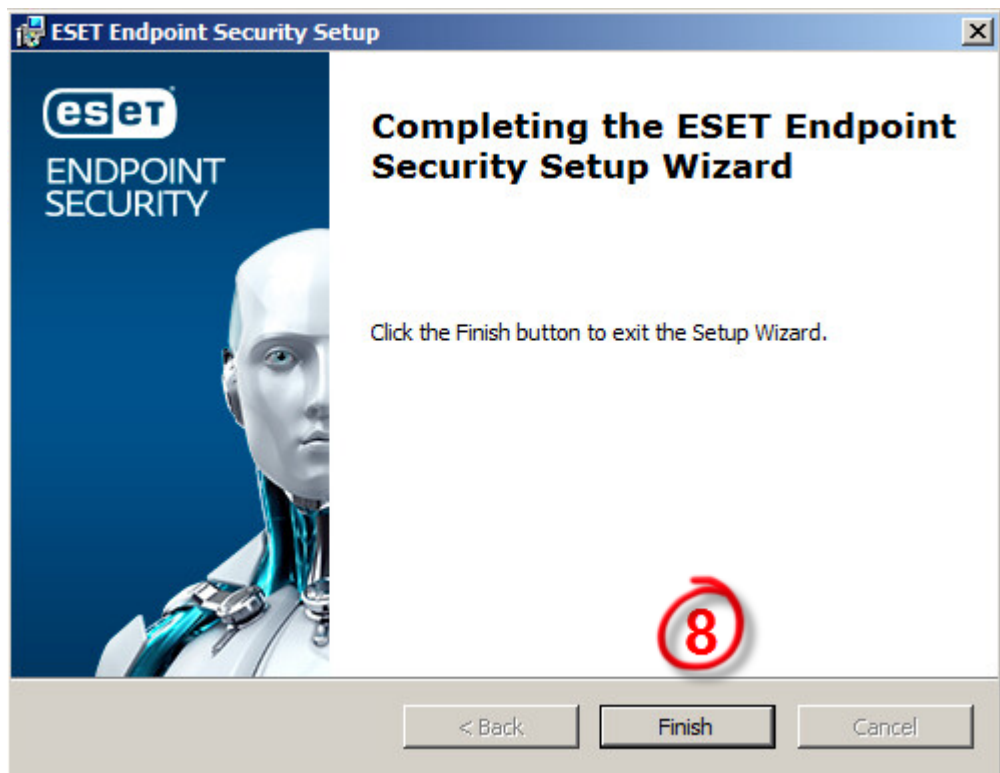 ESET Endpoint Security Setup
eset
ENDPOINT
SECURITY
Completing the ESET Endpoint
Security Setup Wizard
Click the Finish button to exit the Setup Wizard.
8
< Back
Finish
Cancel